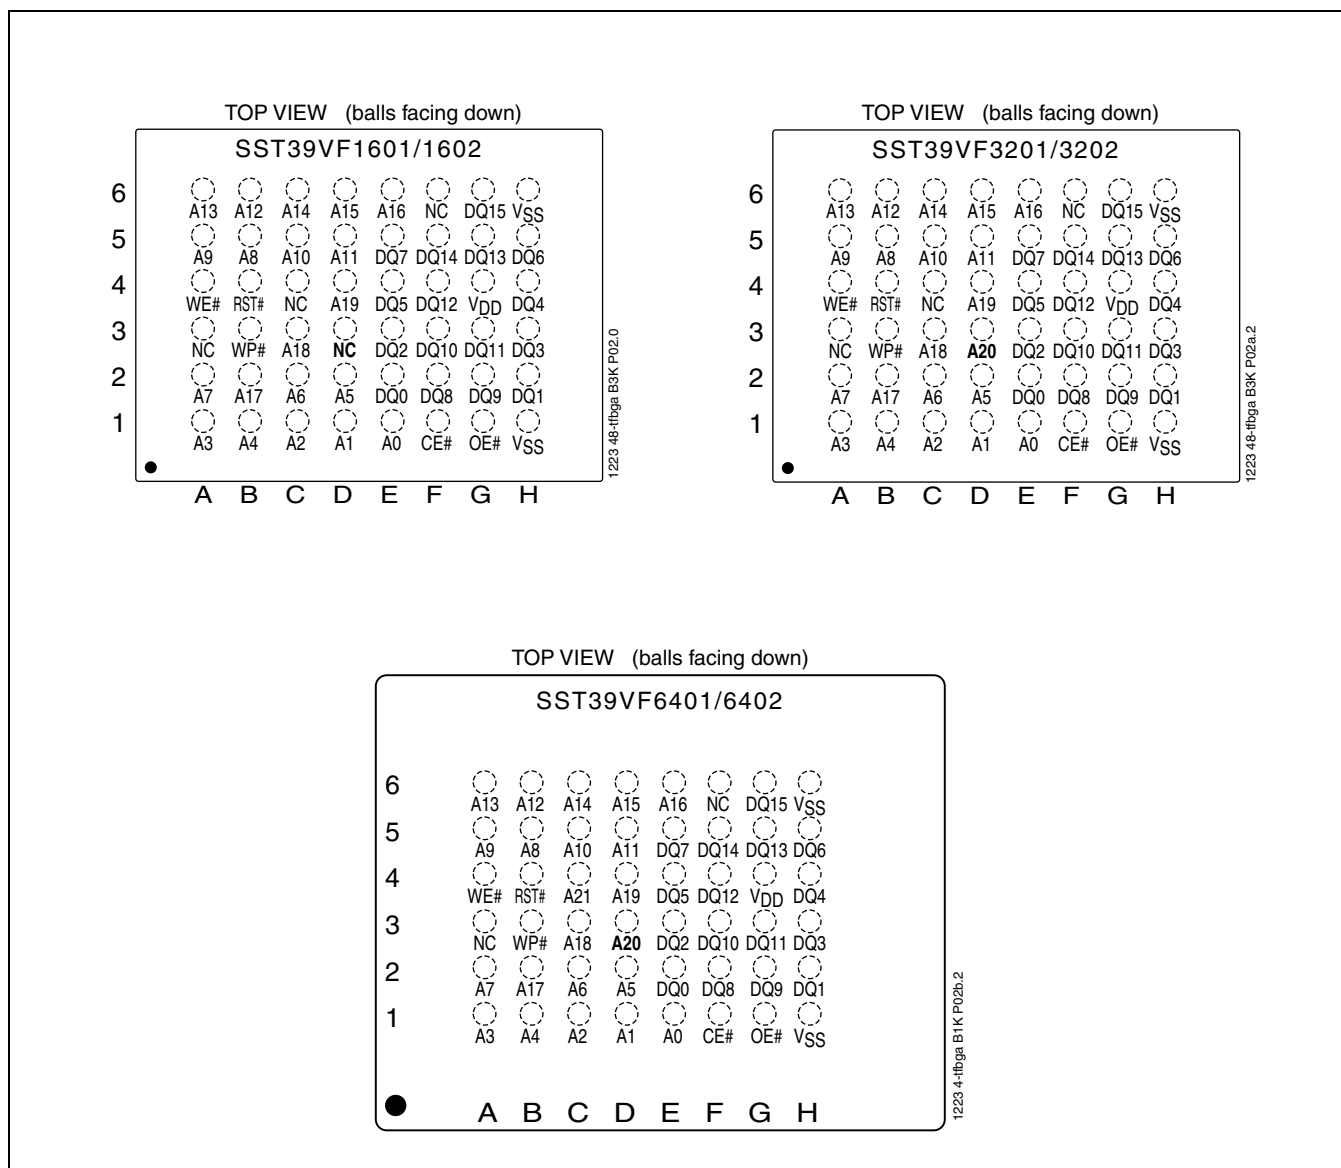 TOP VIEW (balls facing down)
SST39VF1601/1602
6
A13 A12 A14 A15 A16 NC DQ15 VSS
5
A9 A8 A10 A11 DQ7 DQ14 DQ13 DQ6
4
WE# RST# NC A19 DQ5 DQ12 VDD DQ4
3
NC WP# A18 NC DQ2 DQ10 DQ11 DQ3
2
A7 A17 A6 A5 DQ0 DQ8 DQ9 DQ1
1
A3 A4 A2 A1 A0 CE# OE# VSS
A B C D E F G H
1223 48-tfbga B3K P02.0
TOP VIEW (balls facing down)
SST39VF3201/3202
6
A13 A12 A14 A15 A16 NC DQ15 VSS
5
A9 A8 A10 A11 DQ7 DQ14 DQ13 DQ6
4
WE# RST# NC A19 DQ5 DQ12 VDD DQ4
3
NC WP# A18 A20 DQ2 DQ10 DQ11 DQ3
2
A7 A17 A6 A5 DQ0 DQ8 DQ9 DQ1
1
A3 A4 A2 A1 A0 CE# OE# VSS
A B C D E F G H
1223 48-tfbga B3K P02a.2
TOP VIEW (balls facing down)
SST39VF6401/6402
6
A13 A12 A14 A15 A16 NC DQ15 VSS
5
A9 A8 A10 A11 DQ7 DQ14 DQ13 DQ6
4
WE# RST# A21 A19 DQ5 DQ12 VDD DQ4
3
NC WP# A18 A20 DQ2 DQ10 DQ11 DQ3
2
A7 A17 A6 A5 DQ0 DQ8 DQ9 DQ1
1
A3 A4 A2 A1 A0 CE# OE# VSS
A B C D E F G H
1223 4-tfbga B1K P02b.2